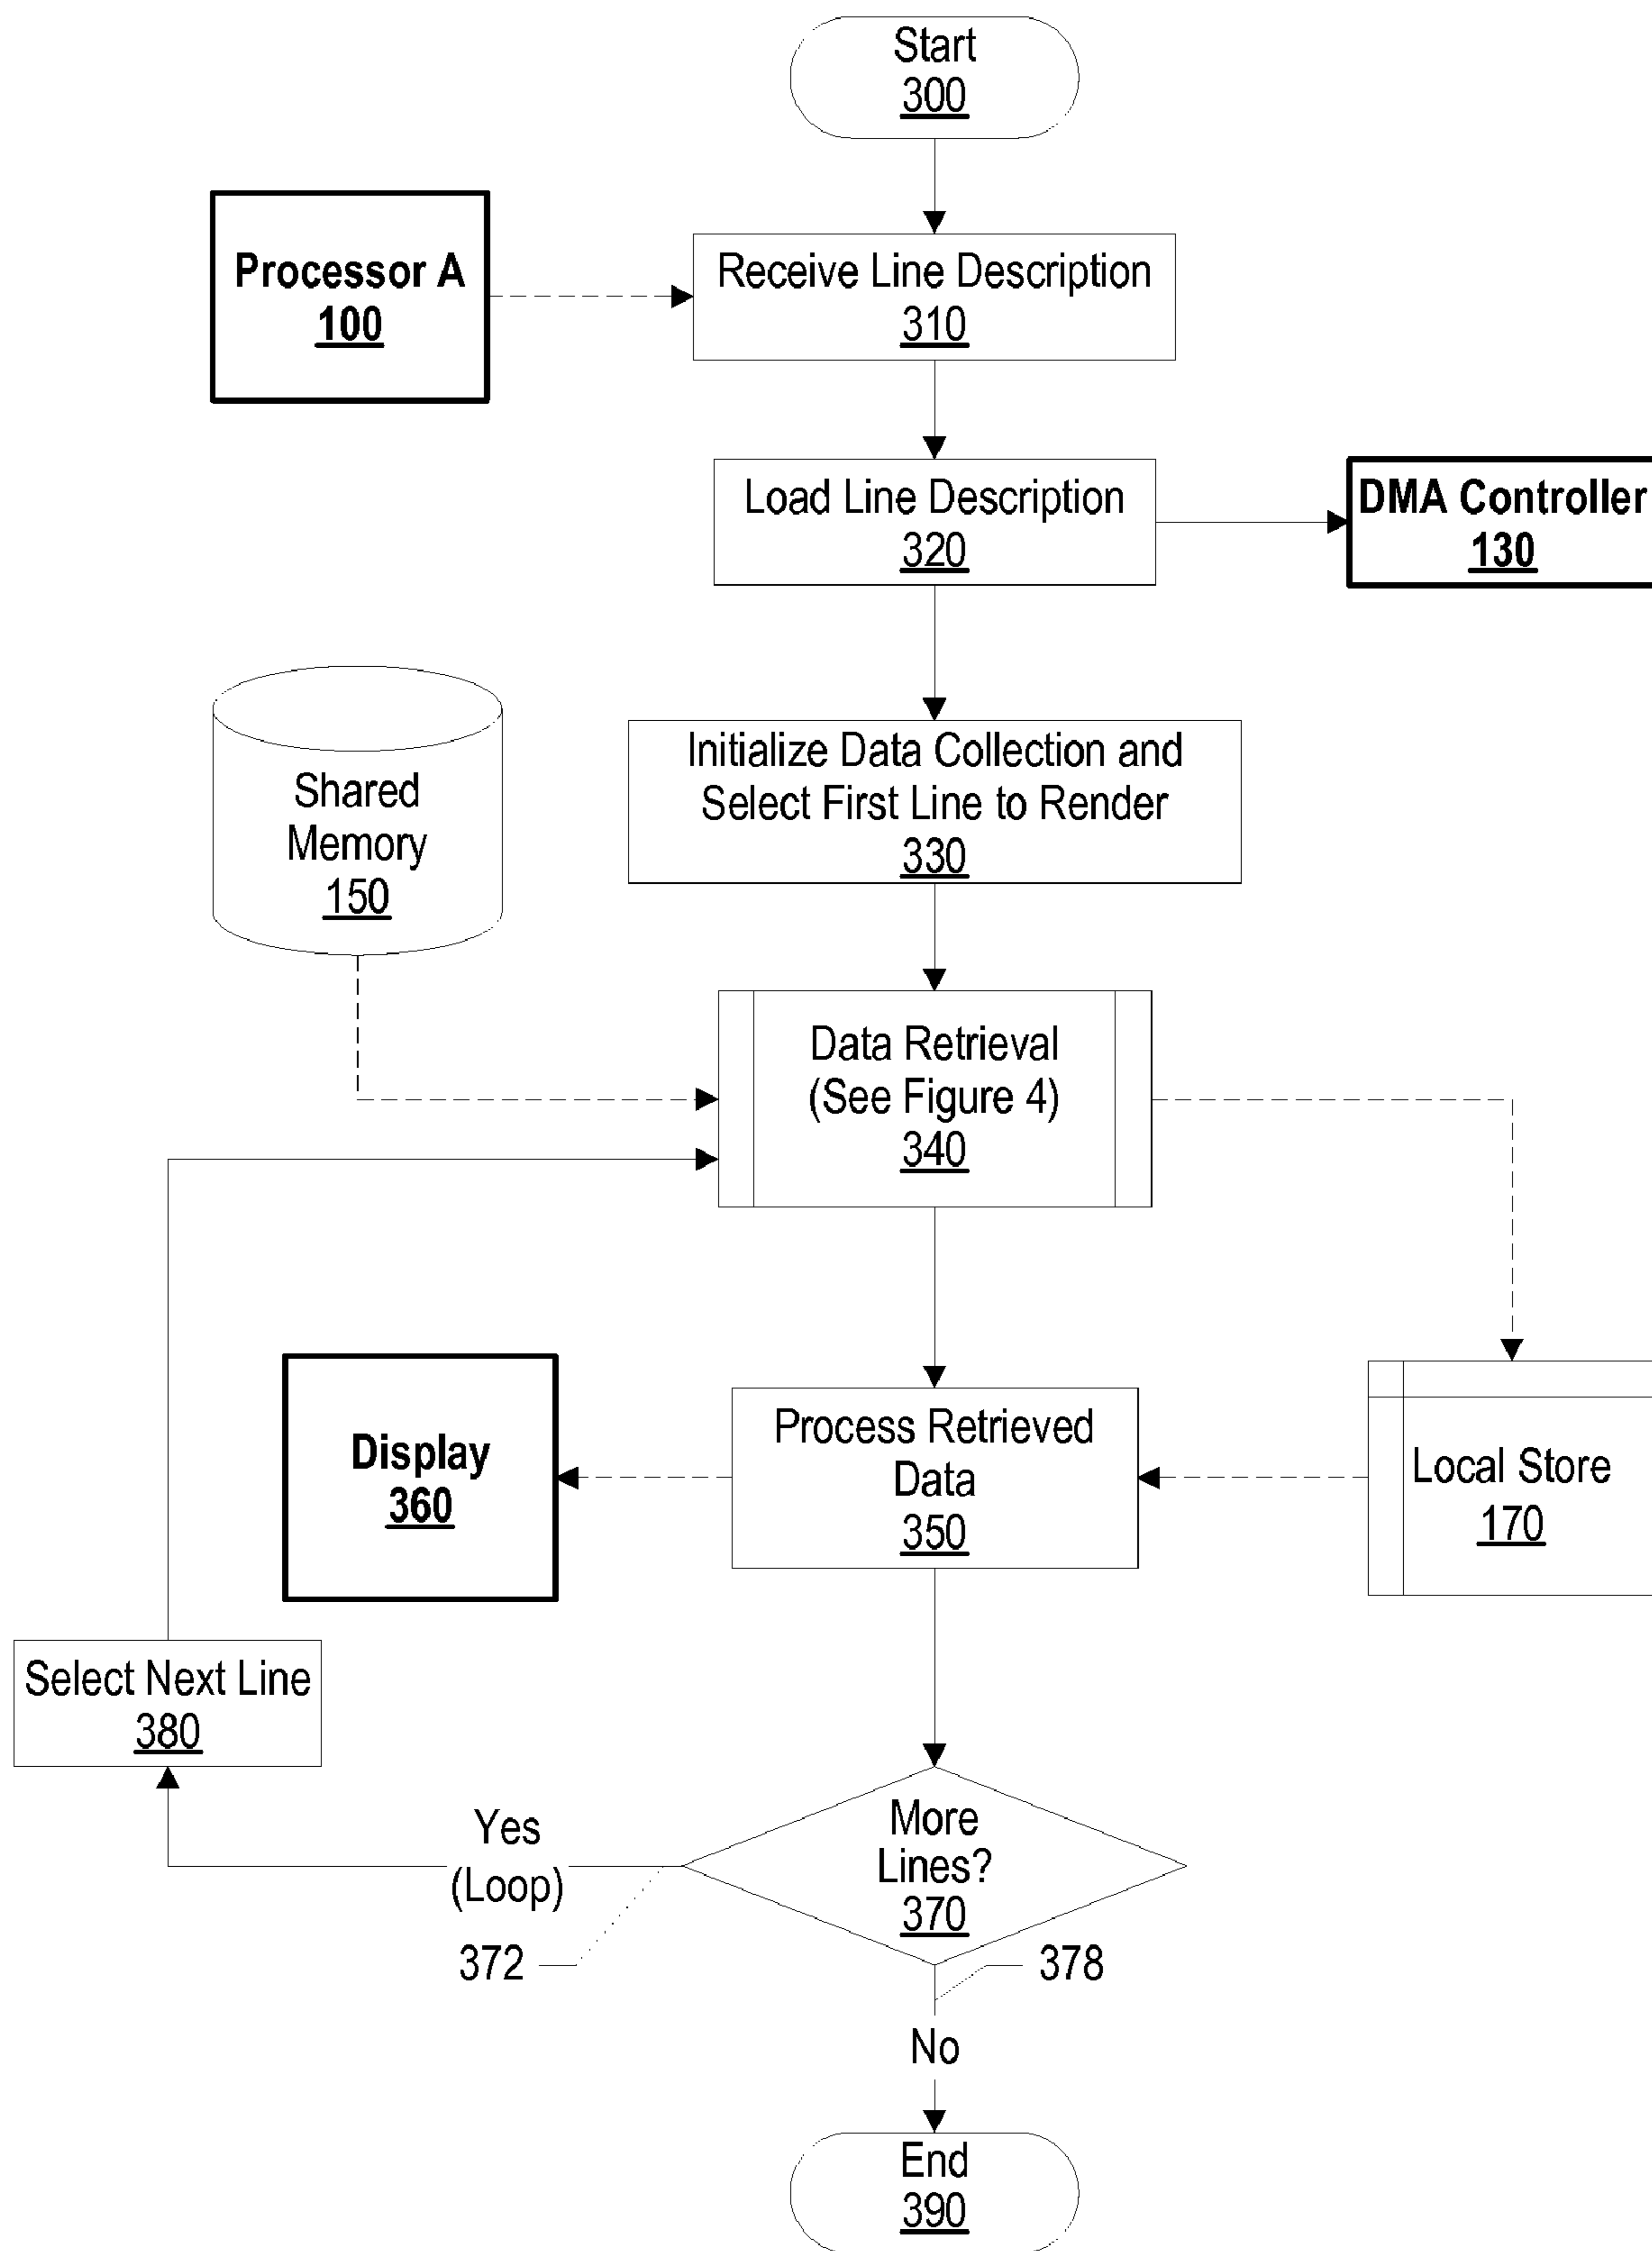 Start
300
Processor A
100
Receive Line Description
310
Load Line Description
320
DMA Controller
130
Shared
Memory
150
Initialize Data Collection and
Select First Line to Render
330
Data Retrieval
(See Figure 4)
340
Display
360
Process Retrieved
Data
350
Local Store
170
Select Next Line
380
Yes
(Loop)
372
More
Lines?
370
378
No
End
390